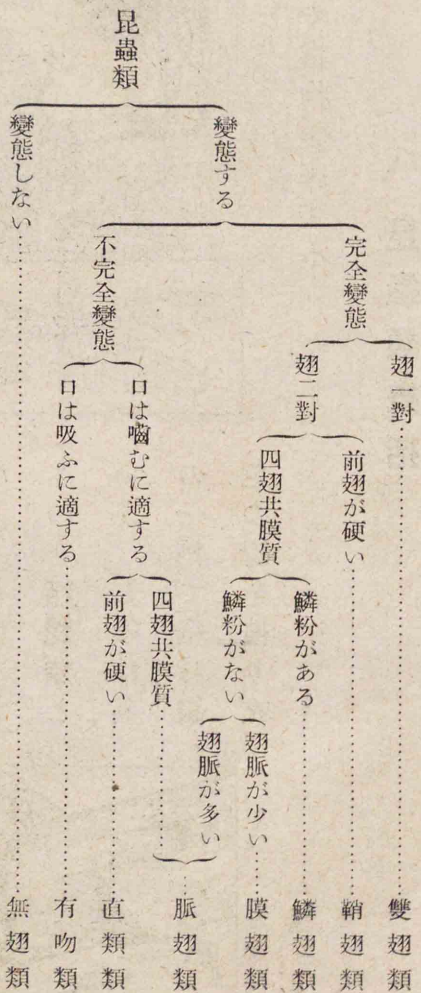 昆蟲類
變態する
完全變態
翅一對
雙翅類
翅二對
前翅が硬い
鞘翅類
四翅共膜質
鱗粉がある
鱗翅類
鱗粉がない
翅脈が少い
膜翅類
翅脈が多い
脈翅類
不完全變態
口は嚙むに適する
四翅共膜質
前翅が硬い
直類類
口は吸ふに適する
有吻類
變態しない
無翅類